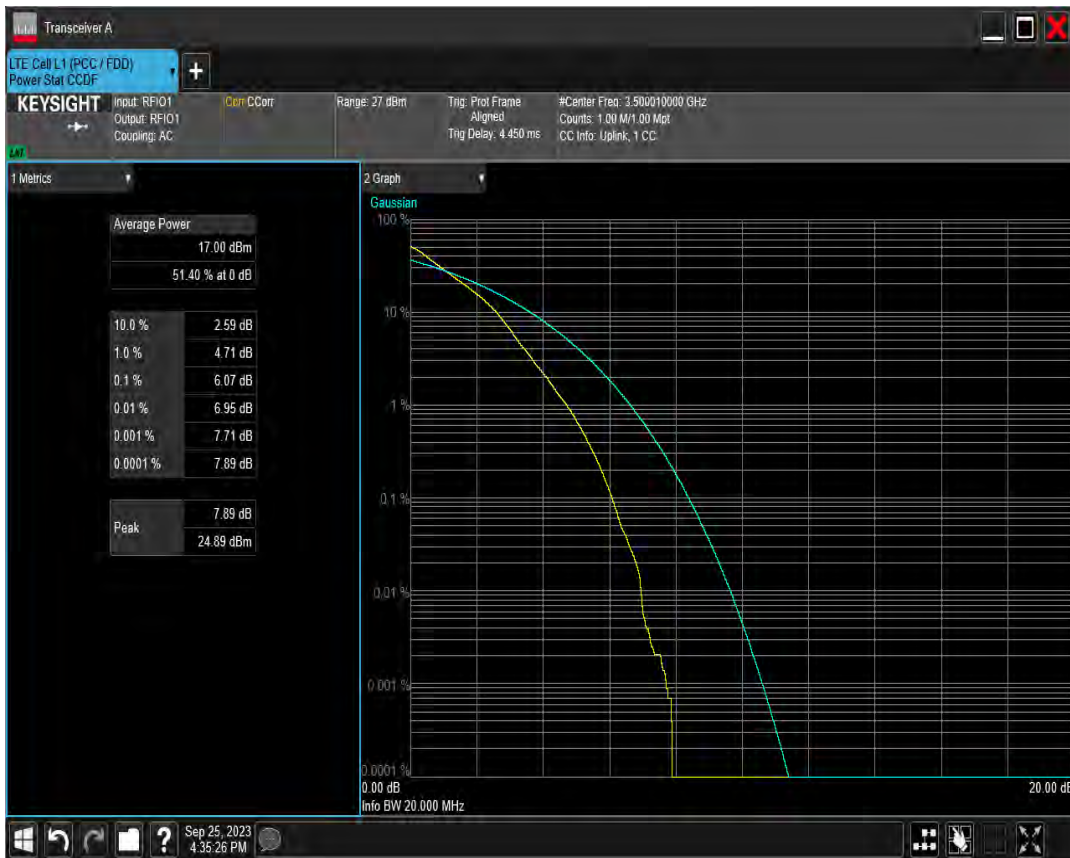 Transceiver A
LTE Cell L1 (PCC / FDD)
Power Stat CCDF
+
KEYSIGHT
Input: RFIO1
Output: RFIO1
Coupling: AC
Corr CCorr
Range: 27 dBm
Trig: Prot Frame
Aligned
Trig Delay: 4.450 ms
#Center Freq: 3.500010000 GHz
Counts: 1.00 M/1.00 Mpt
CC Info: Uplink, 1 CC
1 Metrics
Average Power
17.00 dBm
51.40 % at 0 dB
10.0 % 2.59 dB
1.0 % 4.71 dB
0.1 % 6.07 dB
0.01 % 6.95 dB
0.001 % 7.71 dB
0.0001 % 7.89 dB
Peak
7.89 dB
24.89 dBm
2 Graph
Gaussian
100 %
10 %
1 %
0.1 %
0.01 %
0.001 %
0.0001 %
0.00 dB
20.00 dB
Info BW 20.000 MHz
?
Sep 25, 2023
4:35:26 PM